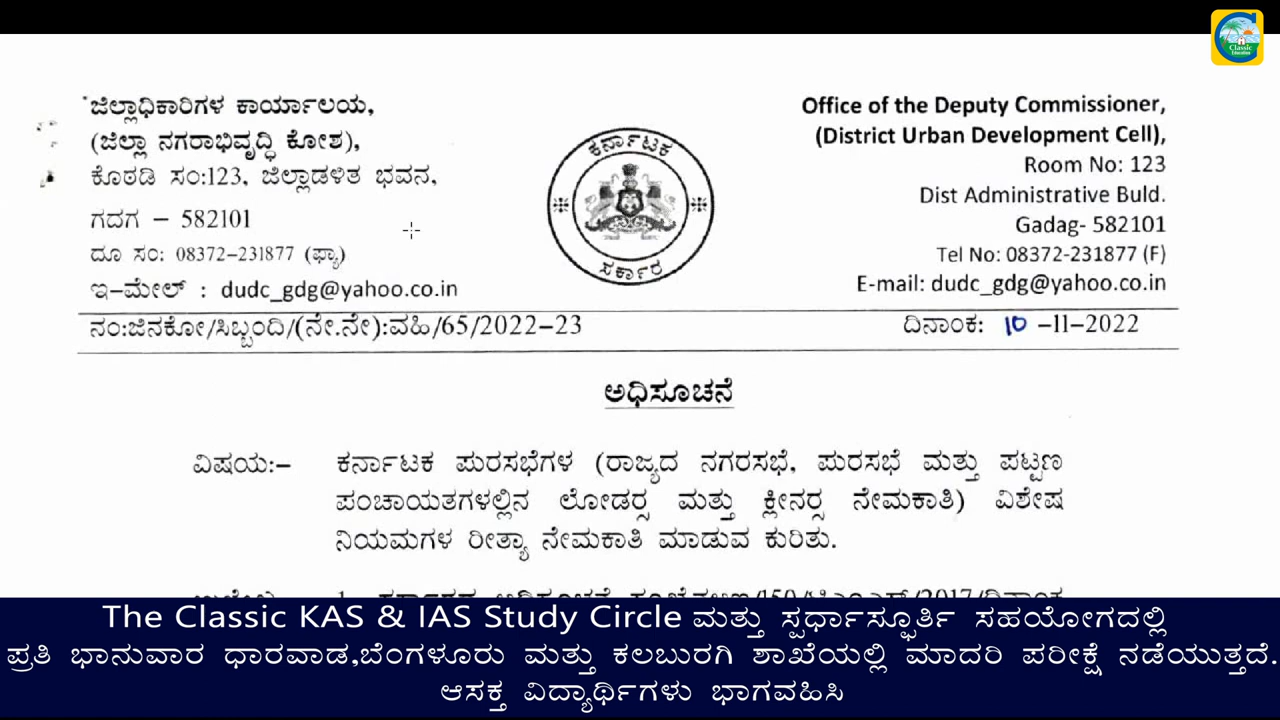 Classic
Education
ಜಿಲ್ಲಾಧಿಕಾರಿಗಳ ಕಾರ್ಯಾಲಯ,
(ಜಿಲ್ಲಾ ನಗರಾಭಿವೃದ್ಧಿ ಕೋಶ),
ಕೊಠಡಿ ಸಂ:123, ಜಿಲ್ಲಾಡಳಿತ ಭವನ,
ಗದಗ – 582101
ದೂ ಸಂ: 08372-231877 (ಫ್ಯಾ)
ಇ-ಮೇಲ್ : dudc_gdg@yahoo.co.in
ಕರ್ನಾಟಕ
ಸರ್ಕಾರ
Office of the Deputy Commissioner,
(District Urban Development Cell),
Room No: 123
Dist Administrative Buld.
Gadag- 582101
Tel No: 08372-231877 (F)
E-mail: dudc_gdg@yahoo.co.in
ನಂ:ಜಿನಕೋ/ಸಿಬ್ಬಂದಿ/(ನೇ.ನೇ):ವಹಿ/65/2022-23 ದಿನಾಂಕ: 10 -11-2022
ಅಧಿಸೂಚನೆ
ವಿಷಯ:– ಕರ್ನಾಟಕ ಪುರಸಭೆಗಳ (ರಾಜ್ಯದ ನಗರಸಭೆ, ಪುರಸಭೆ ಮತ್ತು ಪಟ್ಟಣ
ಪಂಚಾಯತಗಳಲ್ಲಿನ ಲೋಡರ‍್ಸ ಮತ್ತು ಕ್ಲೀನರ‍್ಸ ನೇಮಕಾತಿ) ವಿಶೇಷ
ನಿಯಮಗಳ ರೀತ್ಯಾ ನೇಮಕಾತಿ ಮಾಡುವ ಕುರಿತು.
The Classic KAS & IAS Study Circle ಮತ್ತು ಸ್ಪರ್ಧಾಸ್ಫೂರ್ತಿ ಸಹಯೋಗದಲ್ಲಿ
ಪ್ರತಿ ಭಾನುವಾರ ಧಾರವಾಡ,ಬೆಂಗಳೂರು ಮತ್ತು ಕಲಬುರಗಿ ಶಾಖೆಯಲ್ಲಿ ಮಾದರಿ ಪರೀಕ್ಷೆ ನಡೆಯುತ್ತದೆ.
ಆಸಕ್ತ ವಿದ್ಯಾರ್ಥಿಗಳು ಭಾಗವಹಿಸಿ